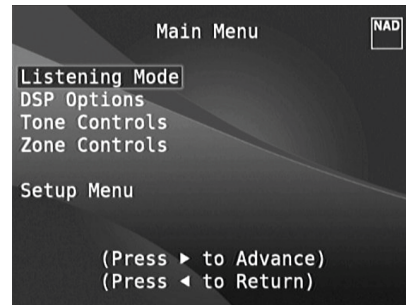 Main Menu
NAD
Listening Mode
DSP Options
Tone Controls
Zone Controls
Setup Menu
(Press ▶ to Advance)
(Press ◀ to Return)